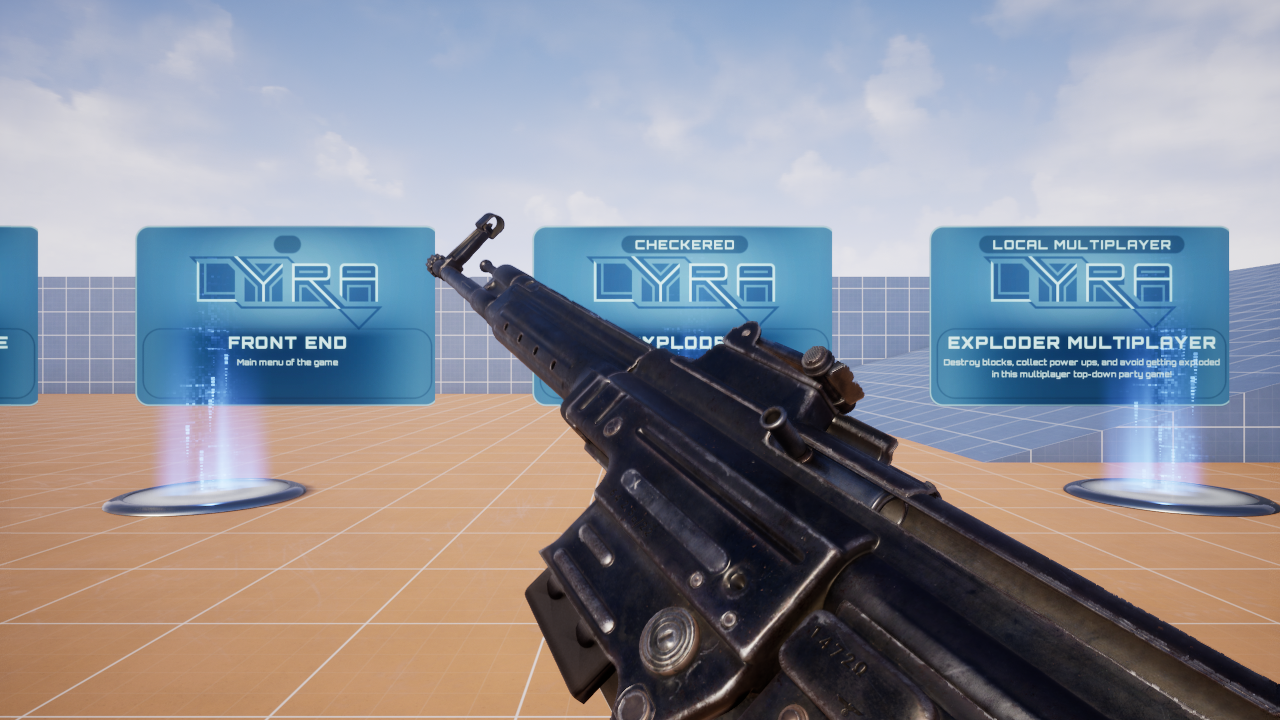 E
LYRA
FRONT END
Main menu of the game
CHECKERED
LYRA
XPLODE
LOCAL MULTIPLAYER
LYRA
EXPLODER MULTIPLAYER
Destroy blocks, collect power ups, and avoid getting exploded
in this multiplayer top-down party game!